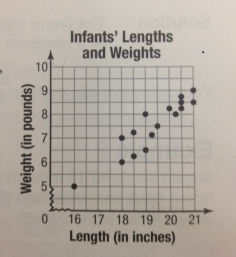 Infants' Lengths
and Weights
Weight (in pounds)
10
9
8
7
6
5
0 16 17 18 19 20 21
Length (in inches)